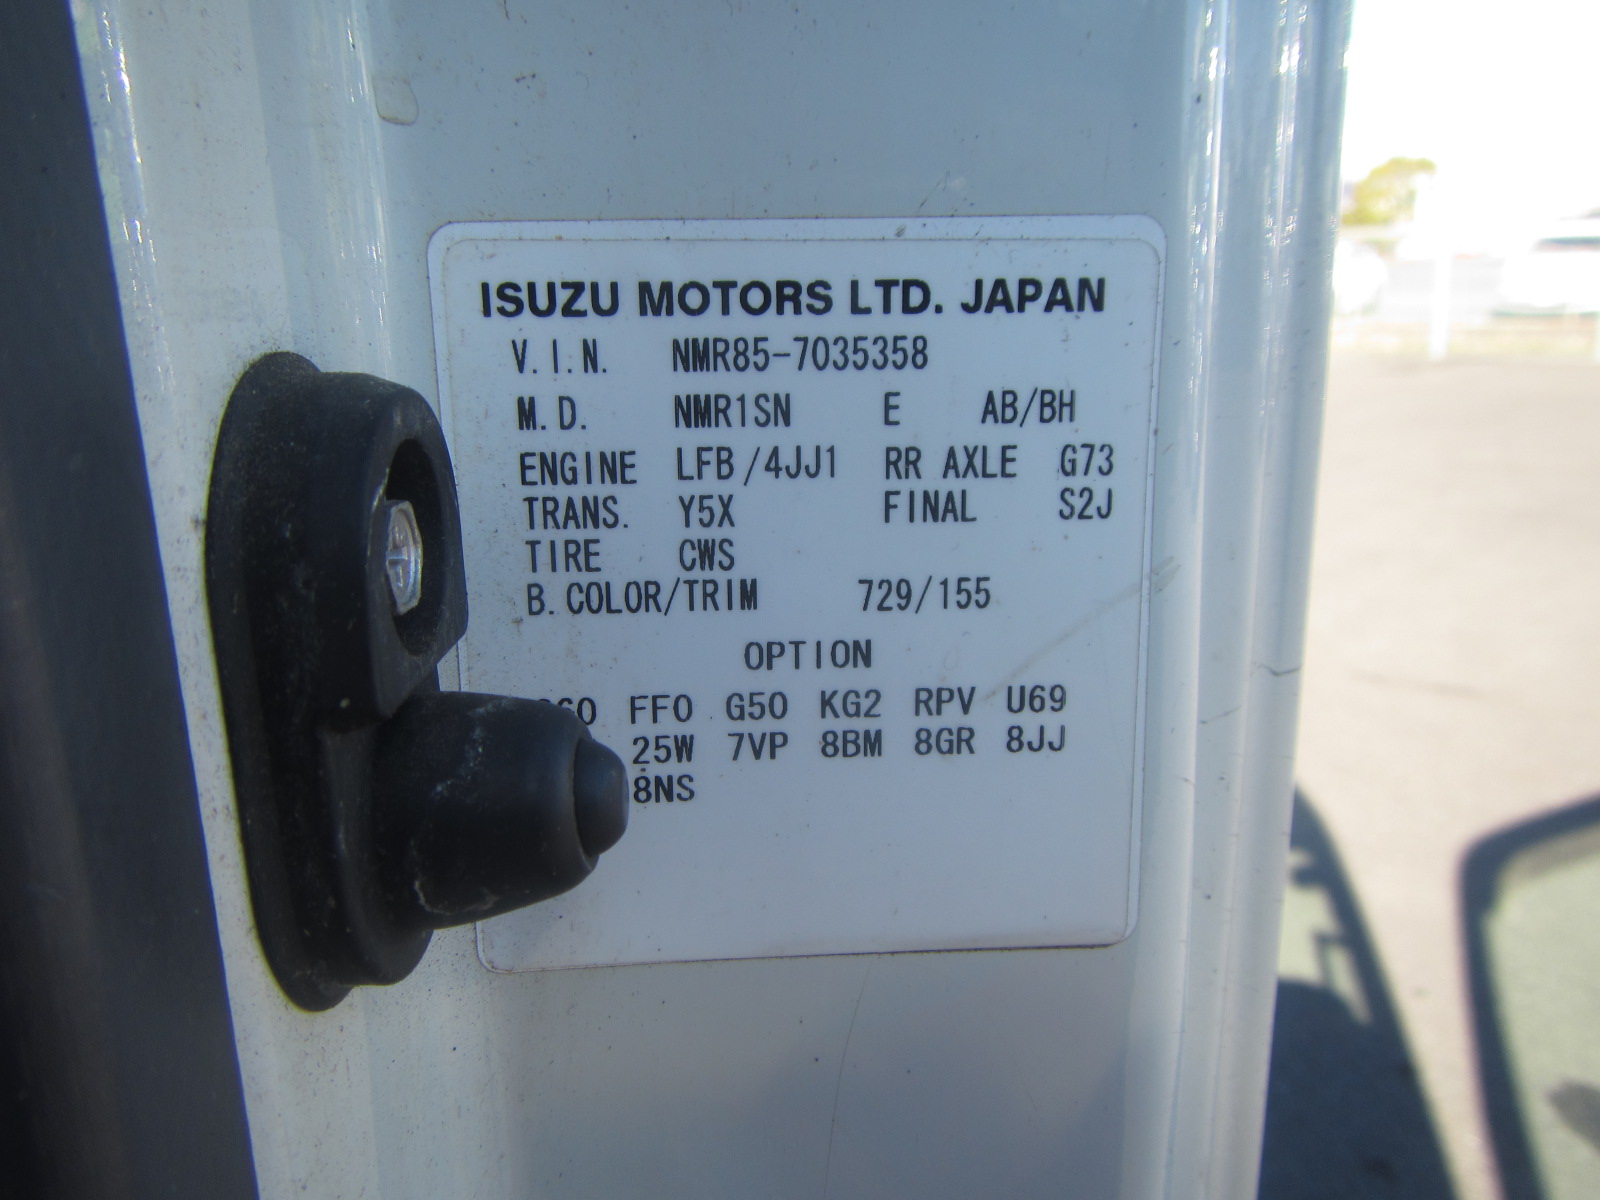 ISUZU MOTORS LTD. JAPAN
V.I.N. NMR85-7035358
M.D. NMR1SN E AB/BH
ENGINE LFB/4JJ1 RR AXLE G73
TRANS. Y5X FINAL S2J
TIRE CWS
B.COLOR/TRIM 729/155
OPTION
FF0 G50 KG2 RPV U69
25W 7VP 8BM 8GR 8JJ
8NS